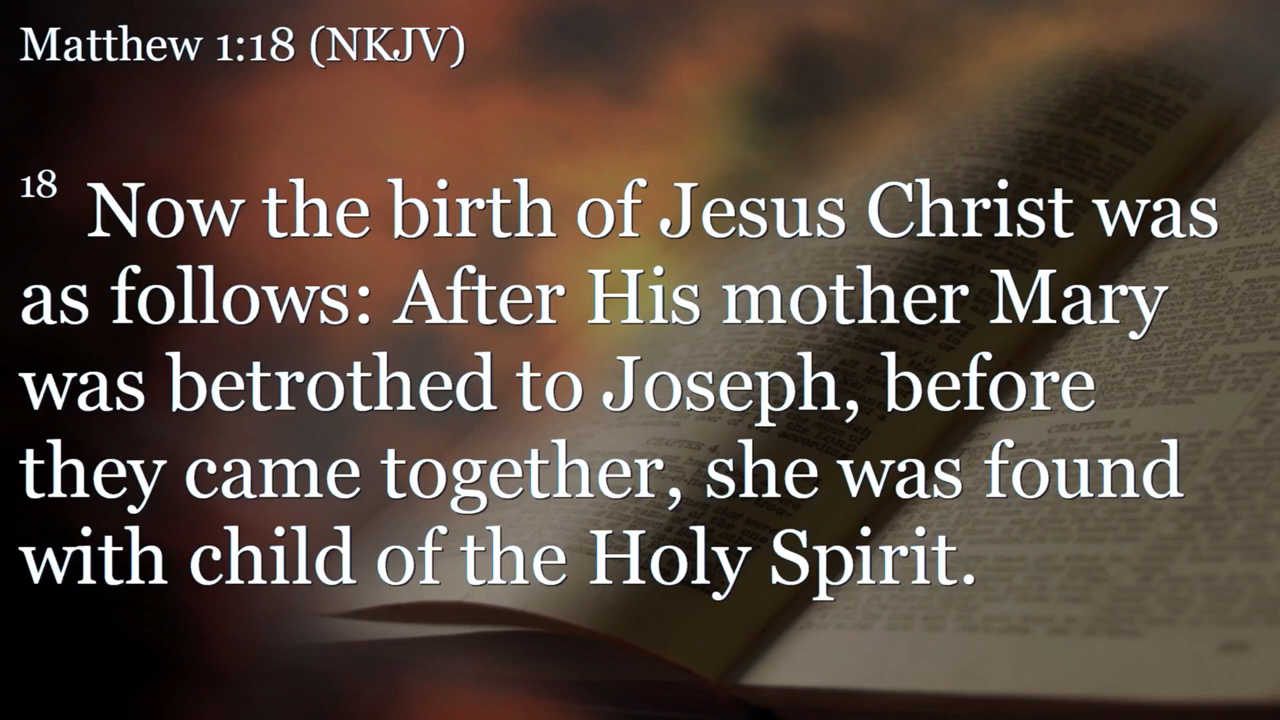 Matthew 1:18 (NKJV)
18 Now the birth of Jesus Christ was
as follows: After His mother Mary
was betrothed to Joseph, before
they came together, she was found
with child of the Holy Spirit.